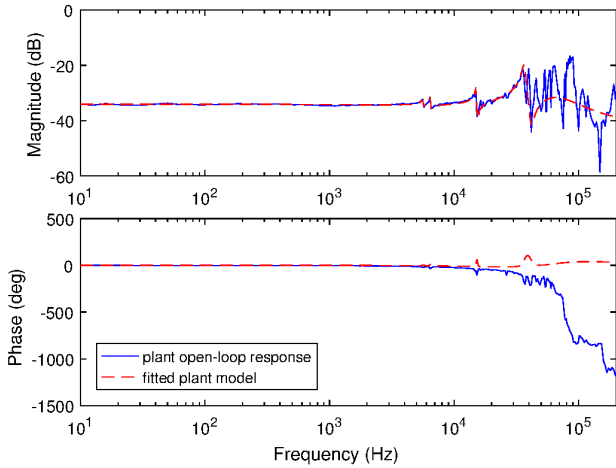 0
-20
-40
-60
Magnitude (dB)
10^1 10^2 10^3 10^4 10^5
500
0
-500
-1000
-1500
Phase (deg)
plant open-loop response
fitted plant model
10^1 10^2 10^3 10^4 10^5
Frequency (Hz)